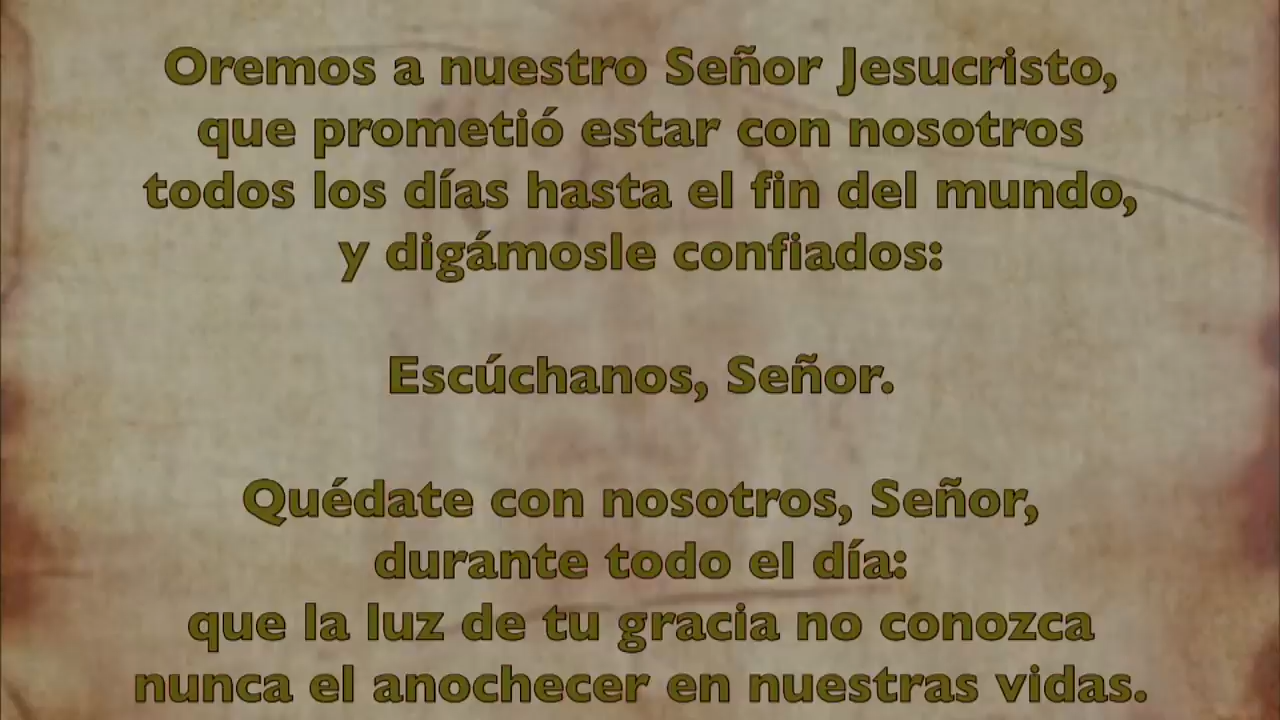 Oremos a nuestro Señor Jesucristo,
que prometió estar con nosotros
todos los días hasta el fin del mundo,
y digámosle confiados:
Escúchanos, Señor.
Quédate con nosotros, Señor,
durante todo el día:
que la luz de tu gracia no conozca
nunca el anochecer en nuestras vidas.